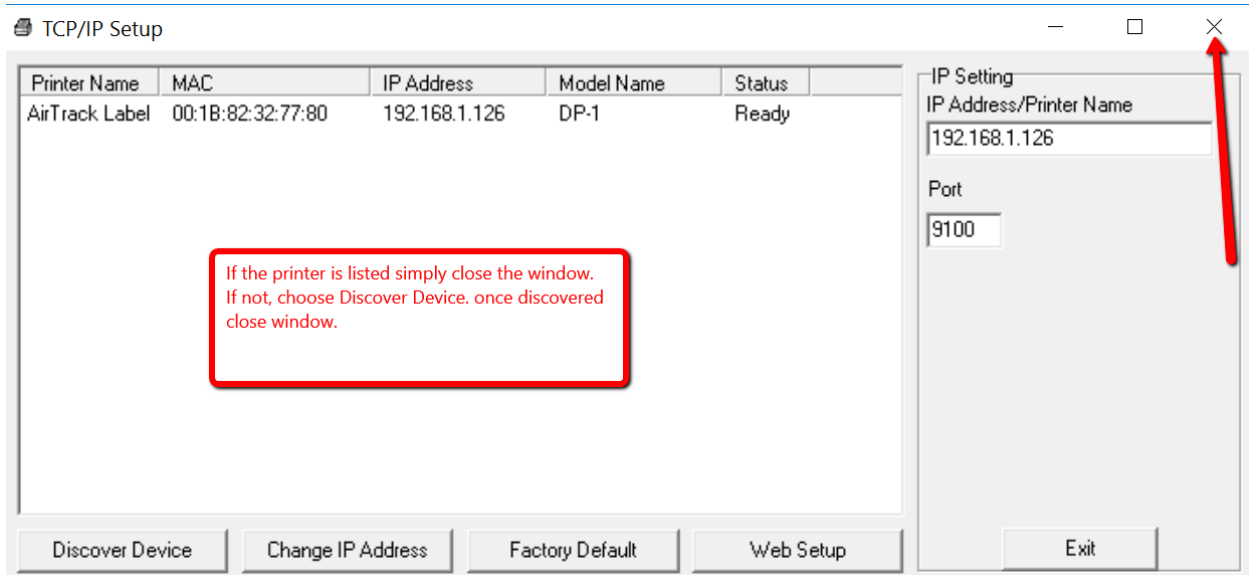 TCP/IP Setup
Printer Name MAC IP Address Model Name Status
AirTrack Label 00:1B:82:32:77:80 192.168.1.126 DP-1 Ready
If the printer is listed simply close the window.
If not, choose Discover Device. once discovered
close window.
IP Setting
IP Address/Printer Name
192.168.1.126
Port
9100
Discover Device Change IP Address Factory Default Web Setup Exit